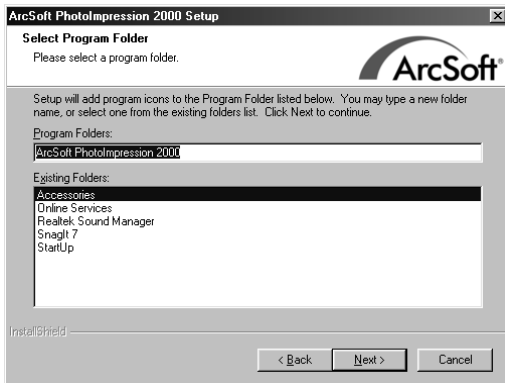 ArcSoft PhotoImpression 2000 Setup
Select Program Folder
Please select a program folder.
ArcSoft®
Setup will add program icons to the Program Folder listed below. You may type a new folder
name, or select one from the existing folders list. Click Next to continue.
Program Folders:
ArcSoft PhotoImpression 2000
Existing Folders:
Accessories
Online Services
Realtek Sound Manager
SnagIt 7
StartUp
InstallShield
< Back
Next >
Cancel